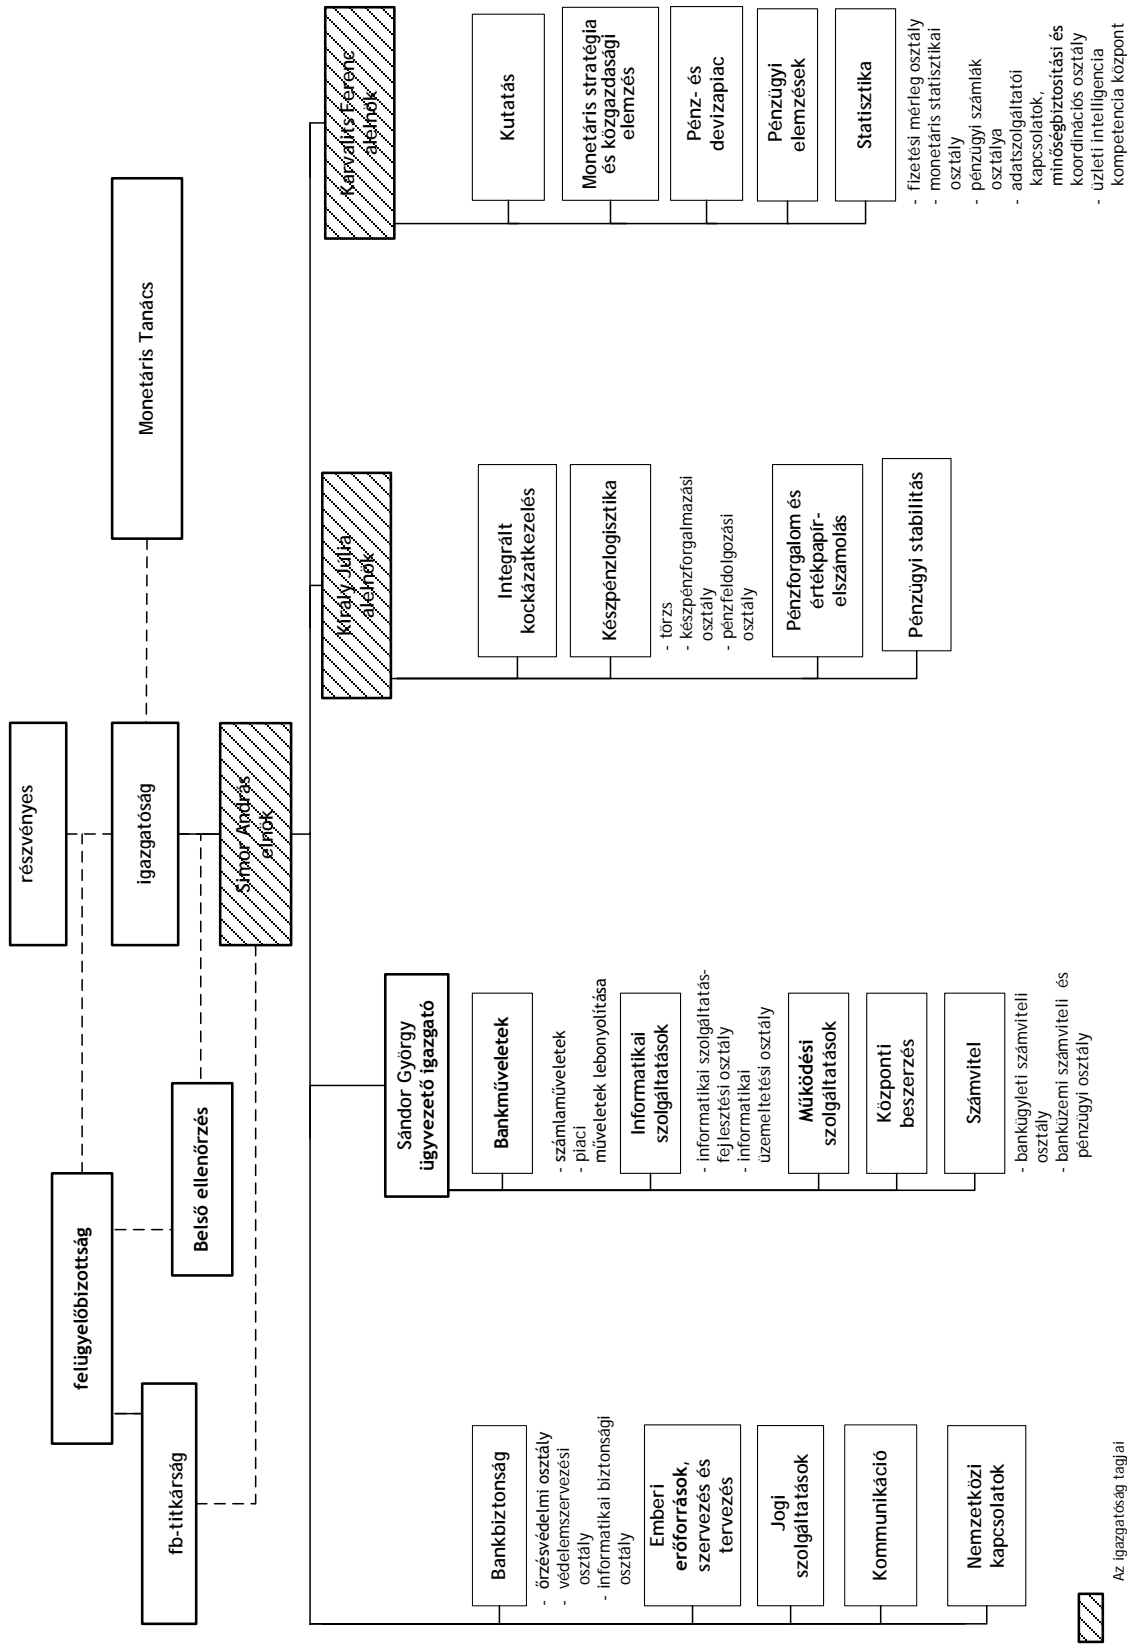 részvényes
igazgatóság
Monetáris Tanács
felügyelőbizottság
fb-titkárság
Belső ellenőrzés
Simor András
elnök
Sándor György
ügyvezető igazgató
Király Júlia
alelnök
Karvalits Ferenc
alelnök
Bankbiztonság
- őrzésvédelmi osztály
- védelemszervezési
osztály
- informatikai biztonsági
osztály
Emberi
erőforrások,
szervezés és
tervezés
Jogi
szolgáltatások
Kommunikáció
Nemzetközi
kapcsolatok
Bankműveletek
- számlaműveletek
- piaci
műveletek lebonyolítása
Informatikai
szolgáltatások
- informatikai szolgáltatás-
fejlesztési osztály
- informatikai
üzemeltetési osztály
Működési
szolgáltatások
Központi
beszerzés
Számvitel
- bankügyleti számviteli
osztály
- banküzemi számviteli és
pénzügyi osztály
Integrált
kockázatkezelés
Készpénzlogisztika
- törzs
- készpénzforgalmazási
osztály
- pénzfeldolgozási
osztály
Pénzforgalom és
értékpapír-
elszámolás
Pénzügyi stabilitás
Kutatás
Monetáris stratégia
és közgazdasági
elemzés
Pénz- és
devizapiac
Pénzügyi
elemzések
Statisztika
- fizetési mérleg osztály
- monetáris statisztikai
osztály
- pénzügyi számlák
osztálya
- adatszolgáltatói
kapcsolatok,
minőségbiztosítási és
koordinációs osztály
- üzleti intelligencia
kompetencia központ
Az igazgatóság tagjai